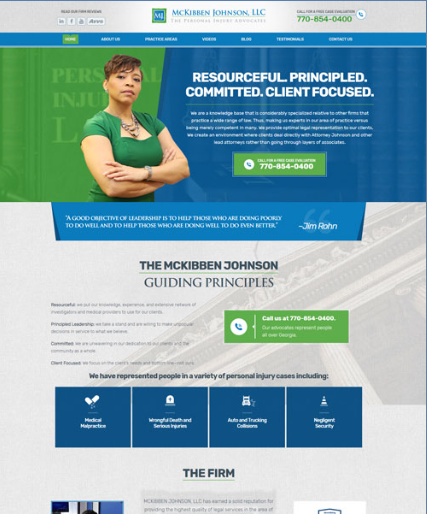 READ OUR FIRM REVIEWS
MCKIBBEN JOHNSON, LLC
THE PERSONAL INJURY ADVOCATES
CALL FOR A FREE CASE EVALUATION
770-854-0400
in f Avvo
HOME ABOUT US PRACTICE AREAS VIDEOS BLOG TESTIMONIALS CONTACT US
PERSONAL
INJURY
RESOURCEFUL. PRINCIPLED.
COMMITTED. CLIENT FOCUSED.
We are a knowledge base that is considerably specialized relative to other firms that
practice a wide range of law. Thus, making us experts in our area of practice versus
being merely competent in many. We provide optimal legal representation to our clients.
We create an environment where clients deal directly with Attorney Johnson and other
lead attorneys rather than going through layers of associates.
CALL FOR A FREE CASE EVALUATION
770-854-0400
"A GOOD OBJECTIVE OF LEADERSHIP IS TO HELP THOSE WHO ARE DOING POORLY
TO DO WELL AND TO HELP THOSE WHO ARE DOING WELL TO DO EVEN BETTER."
~Jim Rohn
THE MCKIBBEN JOHNSON
GUIDING PRINCIPLES
Resourceful: we put our knowledge, experience, and extensive network of
investigators and medical providers to use for our clients.
Principled Leadership: we take a stand and are willing to make unpopular
decisions in service to what we believe.
Committed: We are unwavering in our dedication to our clients and the
community as a whole.
Client Focused: We focus on the client's needs and
Call us at 770-854-0400.
Our advocates represent people
all over Georgia.
We have represented people in a variety of personal injury cases including:
Medical
Malpractice
Wrongful Death and
Serious Injuries
Auto and Trucking
Collisions
Negligent
Security
THE FIRM
MCKIBBEN JOHNSON, LLC has earned a solid reputation for
providing the highest quality of legal services in the area of